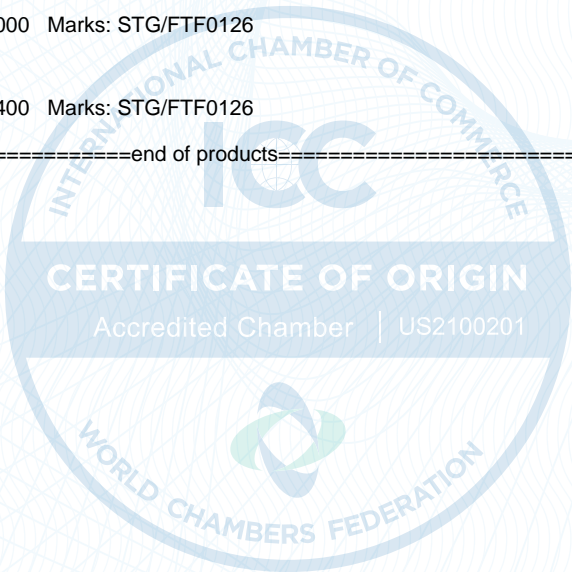 000 Marks: STG/FTF0126
400 Marks: STG/FTF0126
===========end of products========================
INTERNATIONAL CHAMBER OF COMMERCE
ICC
CERTIFICATE OF ORIGIN
Accredited Chamber | US2100201
WORLD CHAMBERS FEDERATION